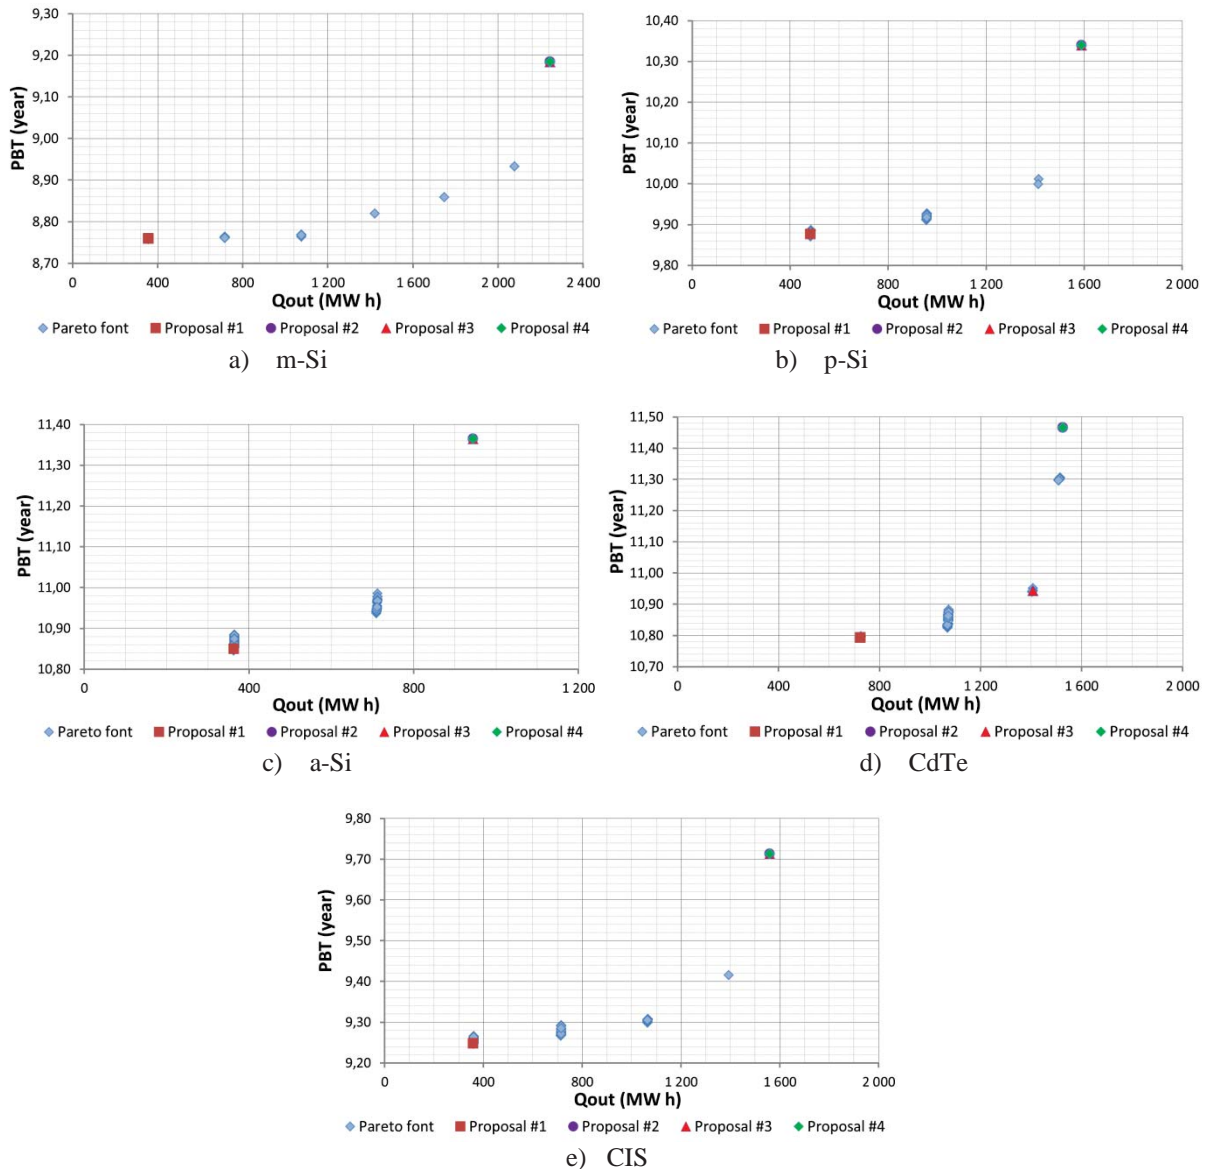 9,30
9,20
9,10
9,00
8,90
8,80
8,70
PBT (year)
0 400 800 1 200 1 600 2 000 2 400
Qout (MW h)
Pareto font Proposal #1 Proposal #2 Proposal #3 Proposal #4
a) m-Si
10,40
10,30
10,20
10,10
10,00
9,90
9,80
PBT (year)
0 400 800 1 200 1 600 2 000
Qout (MW h)
Pareto font Proposal #1 Proposal #2 Proposal #3 Proposal #4
b) p-Si
11,40
11,30
11,20
11,10
11,00
10,90
10,80
PBT (year)
0 400 800 1 200
Qout (MW h)
Pareto font Proposal #1 Proposal #2 Proposal #3 Proposal #4
c) a-Si
11,50
11,40
11,30
11,20
11,10
11,00
10,90
10,80
10,70
PBT (year)
0 400 800 1 200 1 600 2 000
Qout (MW h)
Pareto font Proposal #1 Proposal #2 Proposal #3 Proposal #4
d) CdTe
9,80
9,70
9,60
9,50
9,40
9,30
9,20
PBT (year)
0 400 800 1 200 1 600 2 000
Qout (MW h)
Pareto font Proposal #1 Proposal #2 Proposal #3 Proposal #4
e) CIS